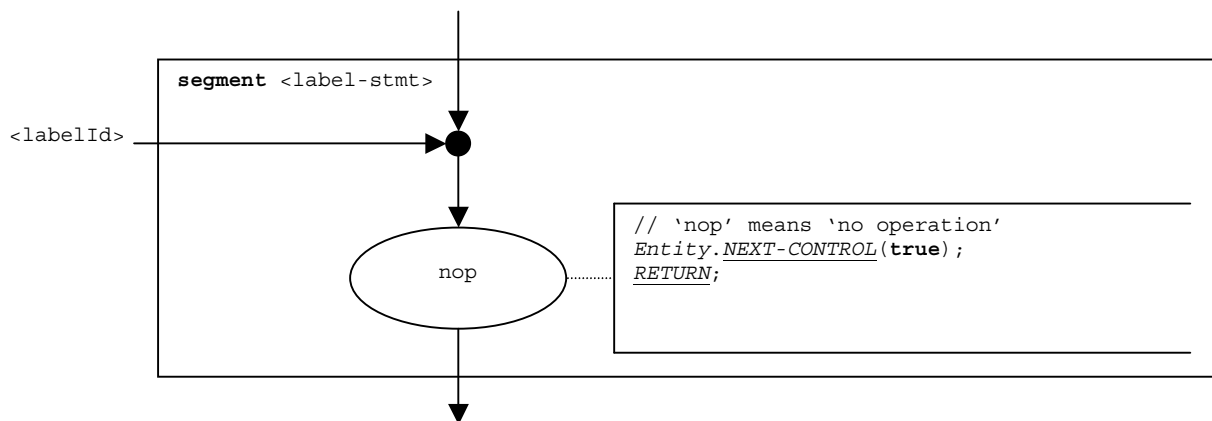 segment <label-stmt>
<labelId>
// ‘nop’ means ‘no operation’
Entity.NEXT-CONTROL(true);
nop
RETURN;